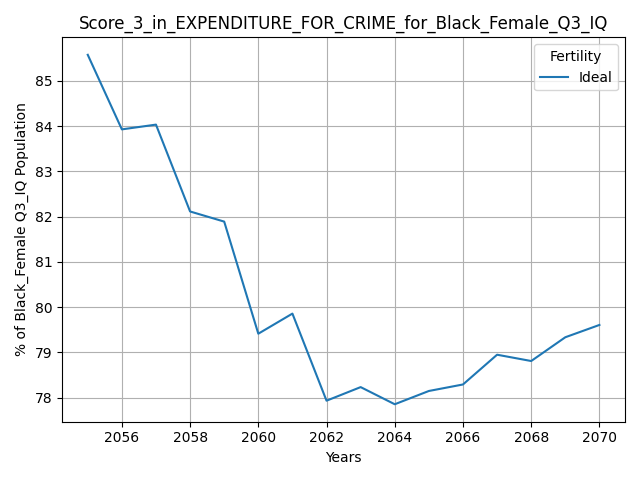 Score_3_in_EXPENDITURE_FOR_CRIME_for_Black_Female_Q3_IQ
Fertility
Ideal
85
84
83
82
81
80
79
78
% of Black_Female Q3_IQ Population
2056 2058 2060 2062 2064 2066 2068 2070
Years